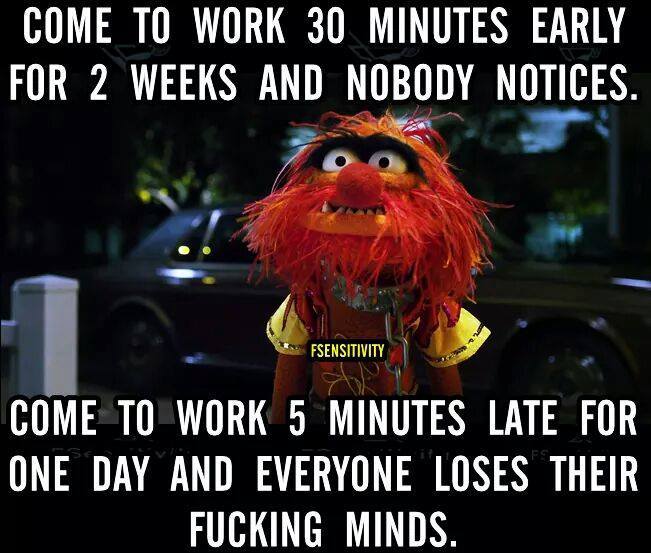 COME TO WORK 30 MINUTES EARLY
FOR 2 WEEKS AND NOBODY NOTICES.
FSENSITIVITY
COME TO WORK 5 MINUTES LATE FOR
ONE DAY AND EVERYONE LOSES THEIR
FUCKING MINDS.